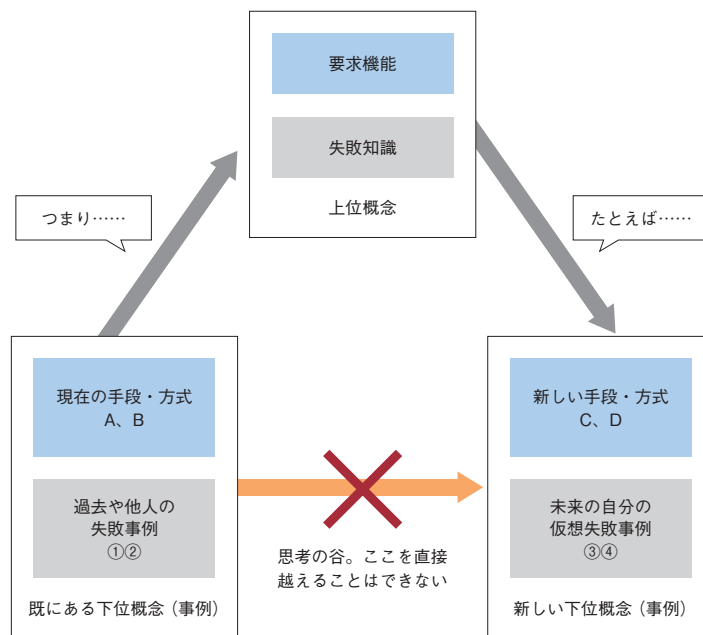 要求機能
失敗知識
上位概念
つまり……
たとえば……
現在の手段・方式
A、B
過去や他人の
失敗事例
①②
既にある下位概念（事例）
思考の谷。ここを直接
越えることはできない
新しい手段・方式
C、D
未来の自分の
仮想失敗事例
③④
新しい下位概念（事例）